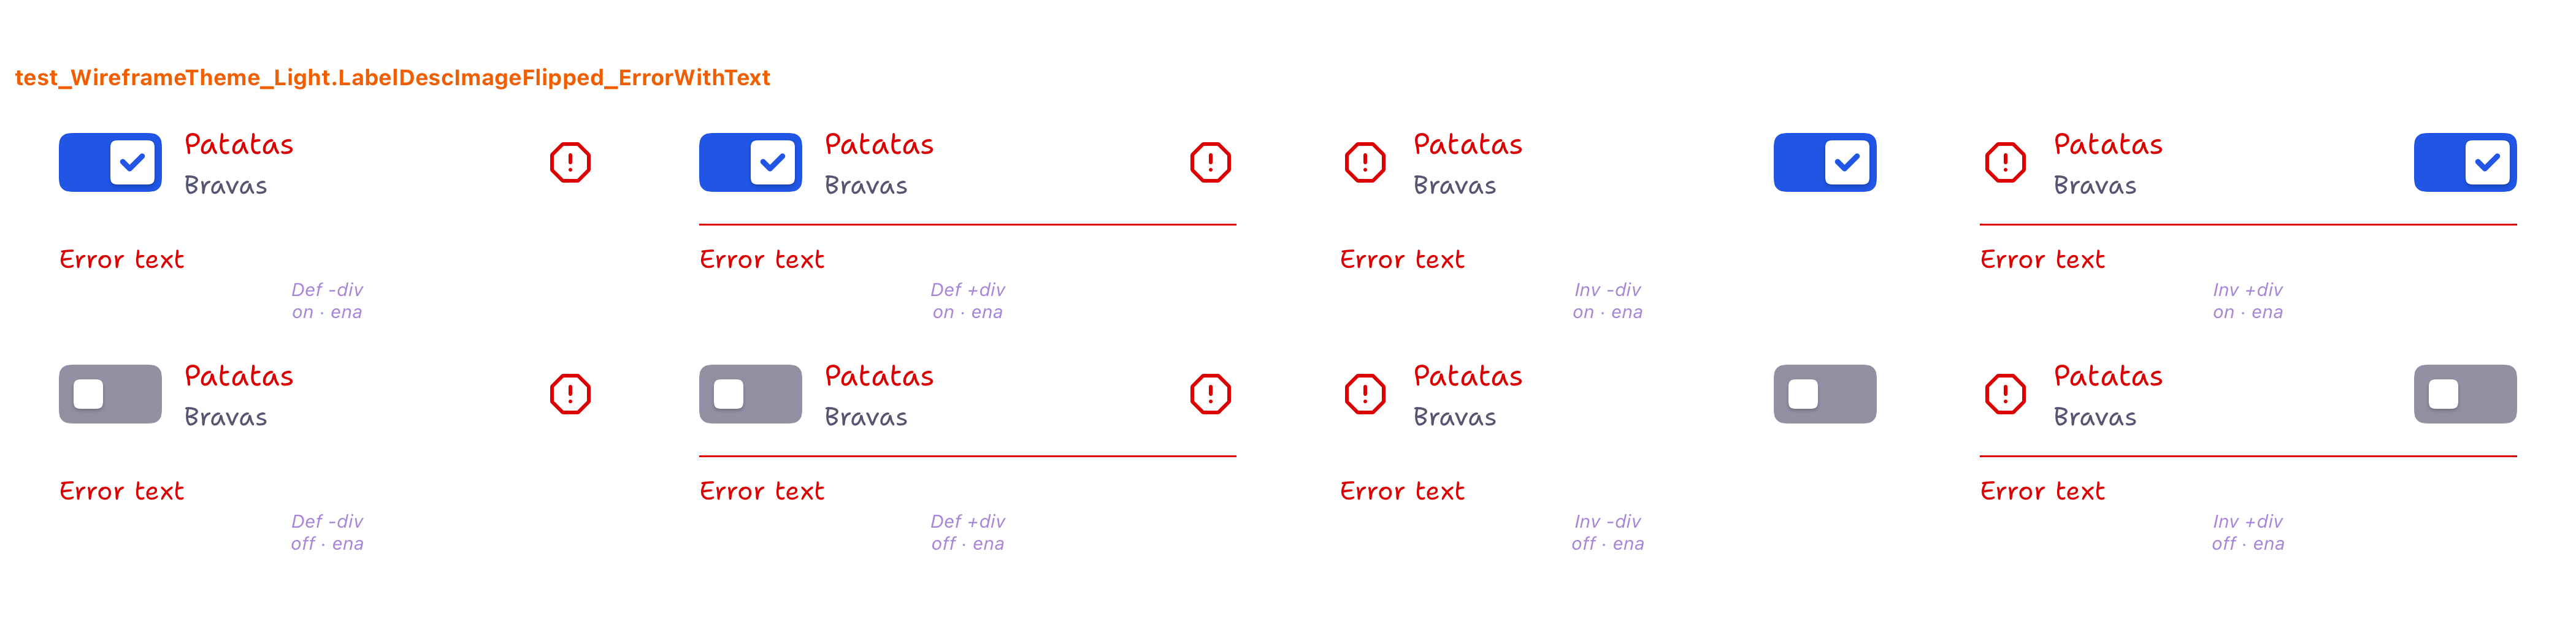 test_WireframeTheme_Light.LabelDescImageFlipped_ErrorWithText
Patatas
Bravas
Error text
Def -div
on · ena
Patatas
Bravas
Error text
Def +div
on · ena
Patatas
Bravas
Error text
Inv -div
on · ena
Patatas
Bravas
Error text
Inv +div
on · ena
Patatas
Bravas
Error text
Def -div
off · ena
Patatas
Bravas
Error text
Def +div
off · ena
Patatas
Bravas
Error text
Inv -div
off · ena
Patatas
Bravas
Error text
Inv +div
off · ena